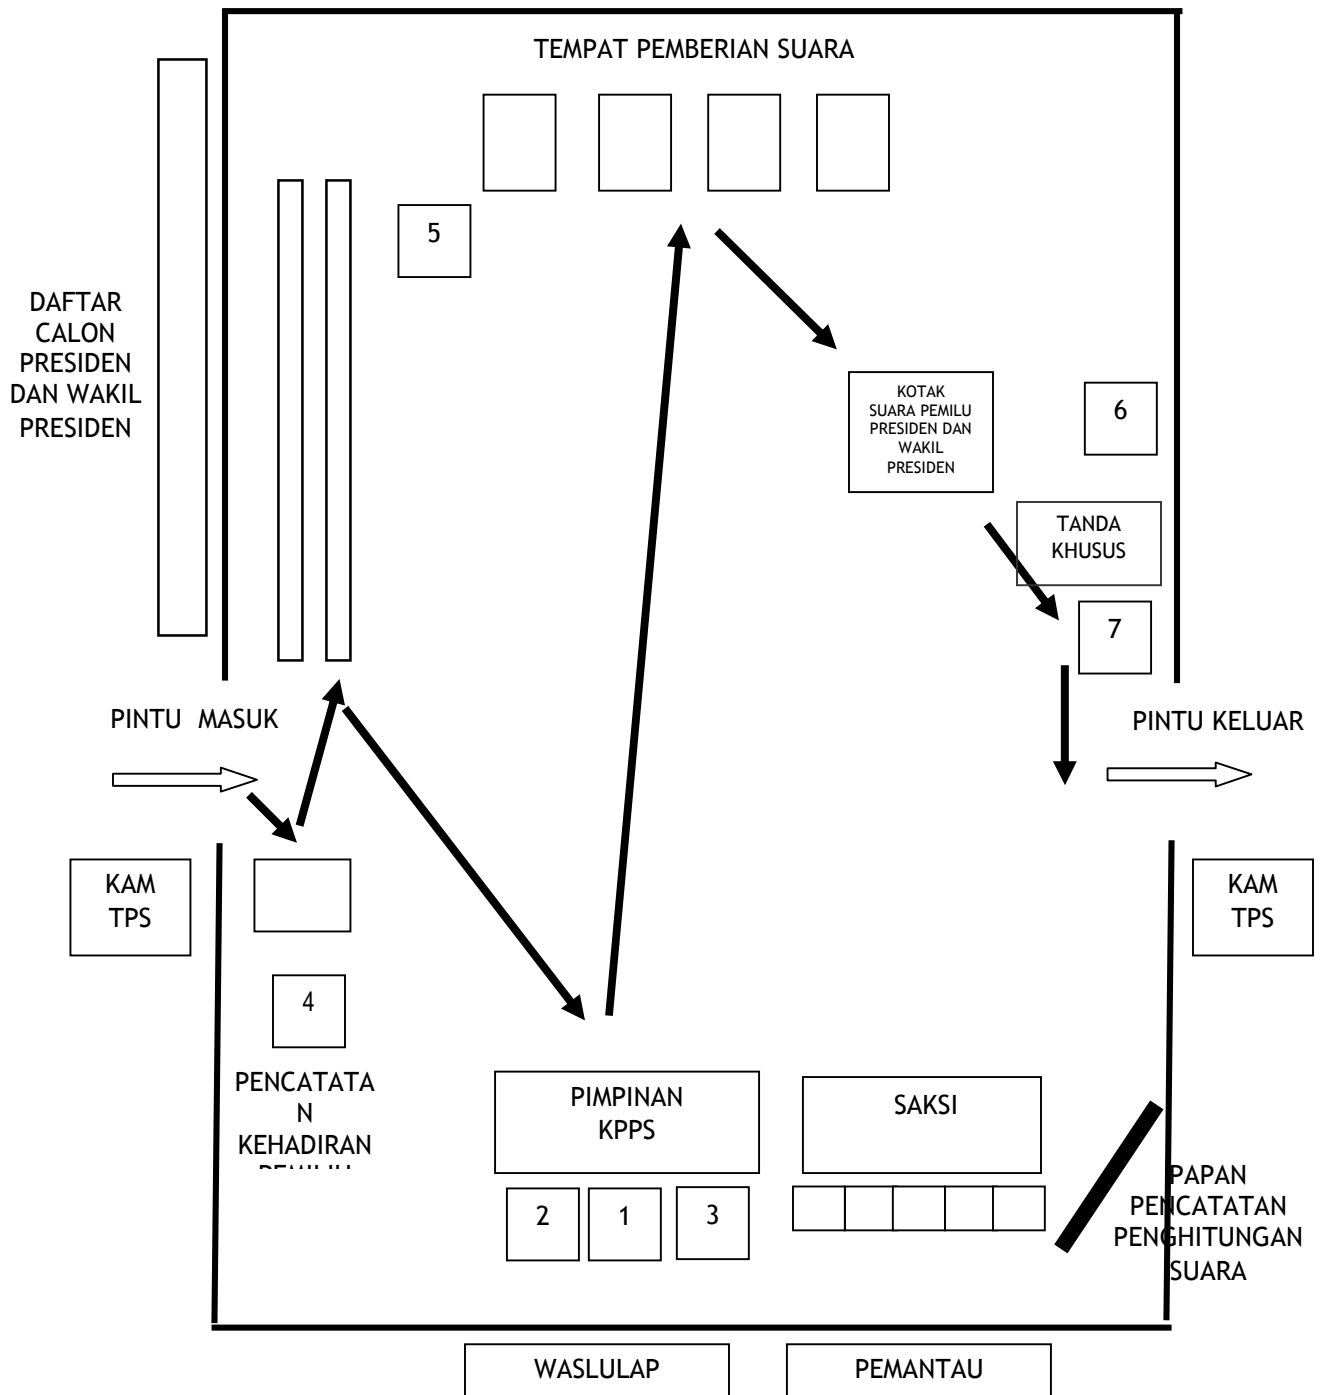 TEMPAT PEMBERIAN SUARA
5
DAFTAR
CALON
PRESIDEN
DAN WAKIL
PRESIDEN
KOTAK
SUARA PEMILU
PRESIDEN DAN
WAKIL
PRESIDEN
6
TANDA
KHUSUS
7
PINTU  MASUK
PINTU KELUAR
KAM
TPS
KAM
TPS
4
PENCATATA
N
KEHADIRAN
PIMPINAN
KPPS
SAKSI
2
1
3
PAPAN
PENCATATAN
PENGHITUNGAN
SUARA
WASLULAP
PEMANTAU